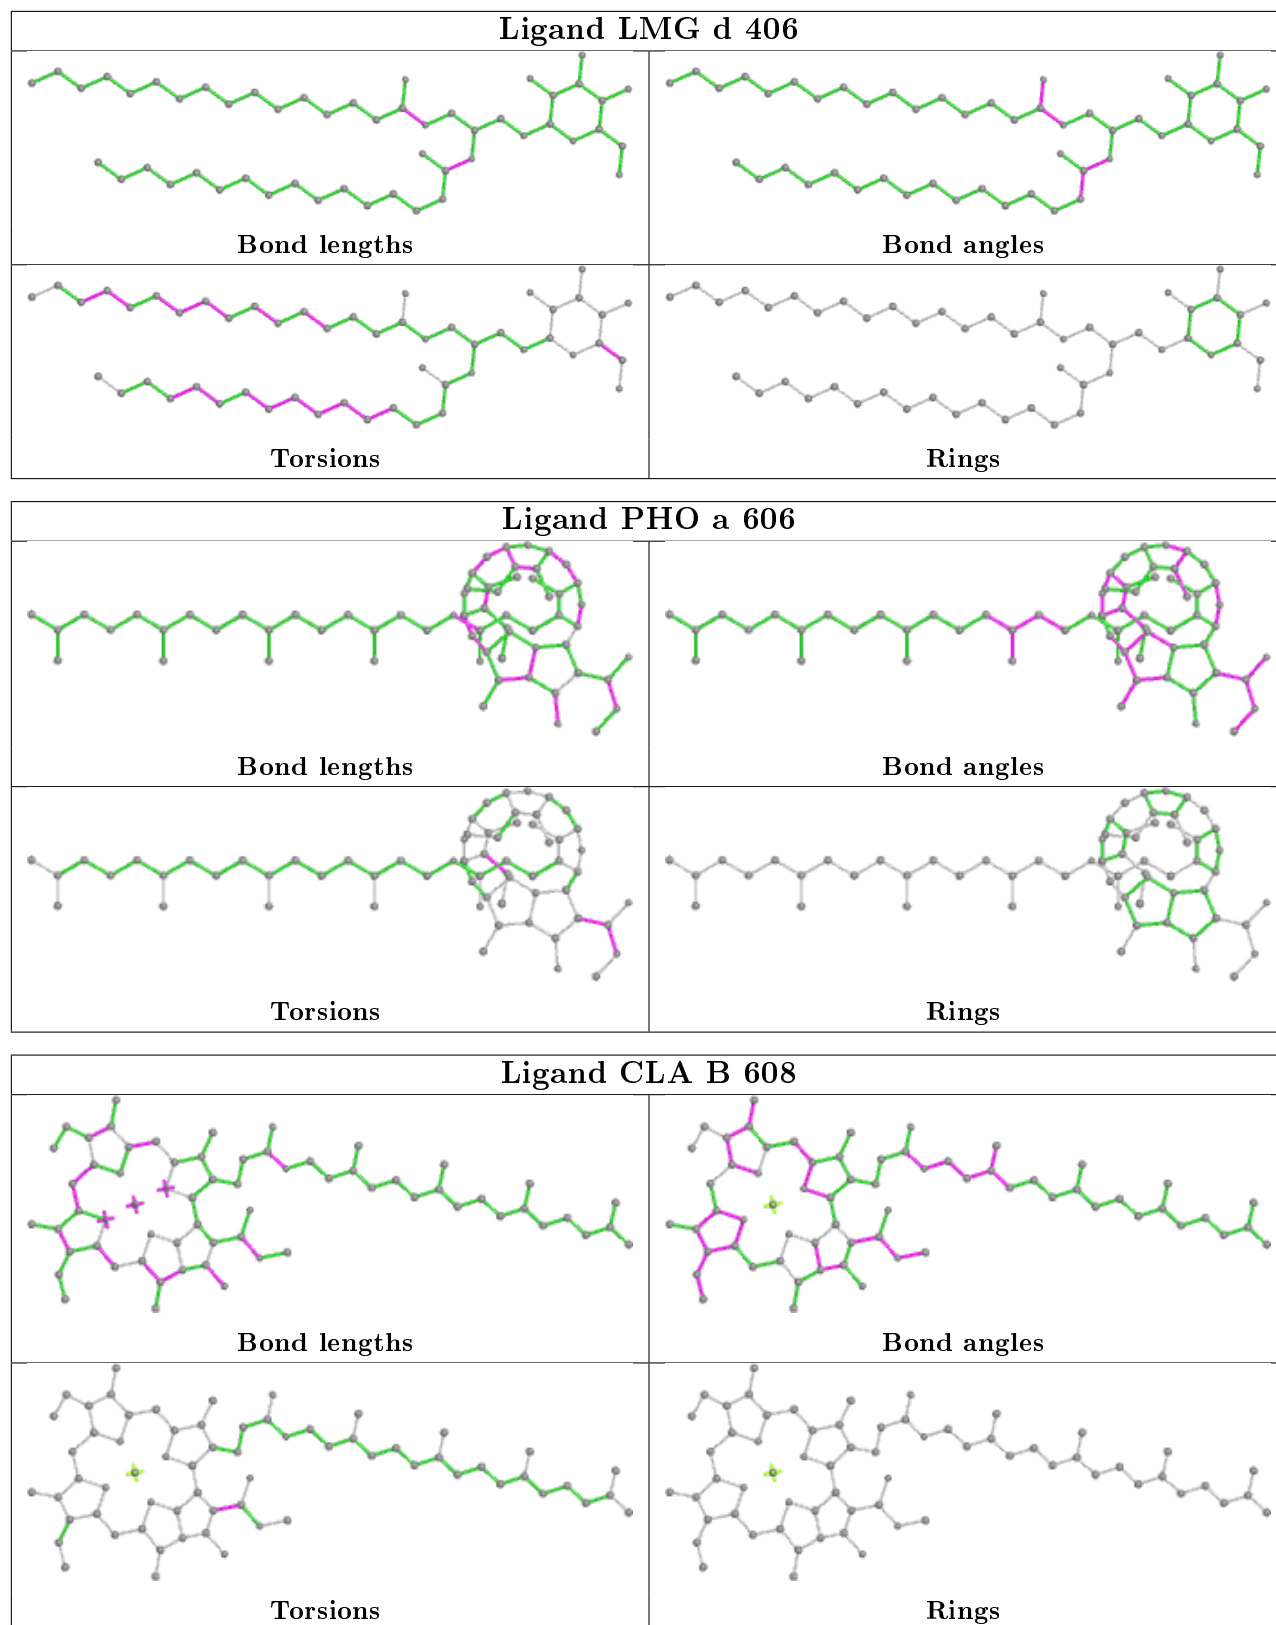 Ligand LMG d 406
Bond lengths
Bond angles
Torsions
Rings
Ligand PHO a 606
Bond lengths
Bond angles
Torsions
Rings
Ligand CLA B 608
Bond lengths
Bond angles
Torsions
Rings